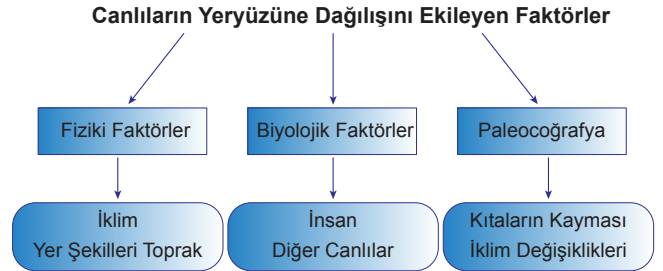 Canlıların Yeryüzüne Dağılışını Ekileyen Faktörler
Fiziki Faktörler
Biyolojik Faktörler
Paleocoğrafya
İklim
Yer Şekilleri Toprak
İnsan
Diğer Canlılar
Kıtaların Kayması
İklim Değişiklikleri